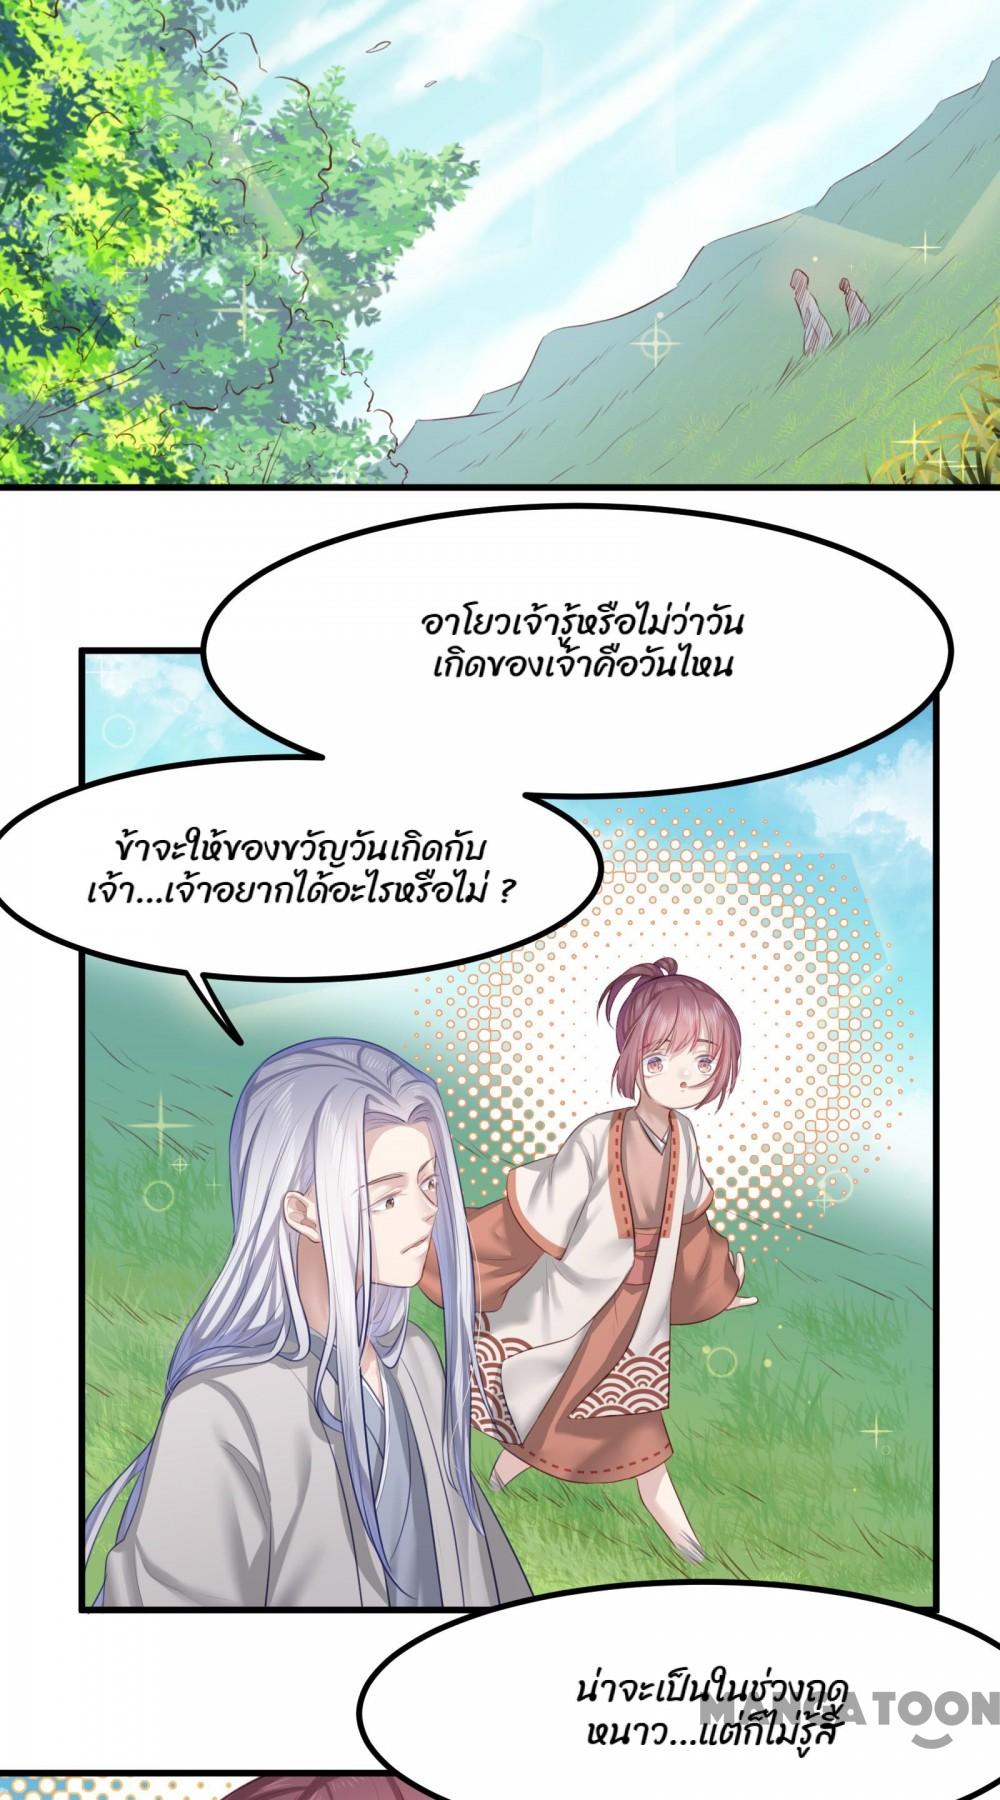 อาโยวเจ้ารู้หรือไม่ว่าวัน
เกิดของเจ้าคือวันไหน
ข้าจะให้ของขวัญวันเกิดกับ
เจ้า...เจ้าอยากได้อะไรหรือไม่ ?
น่าจะเป็นในช่วงฤดู
หนาว...แต่ก็ไม่รู้สิ
MANGATOON